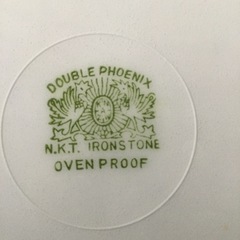 DOUBLE PHOENIX
N.K.T. IRONSTONE
OVEN PROOF